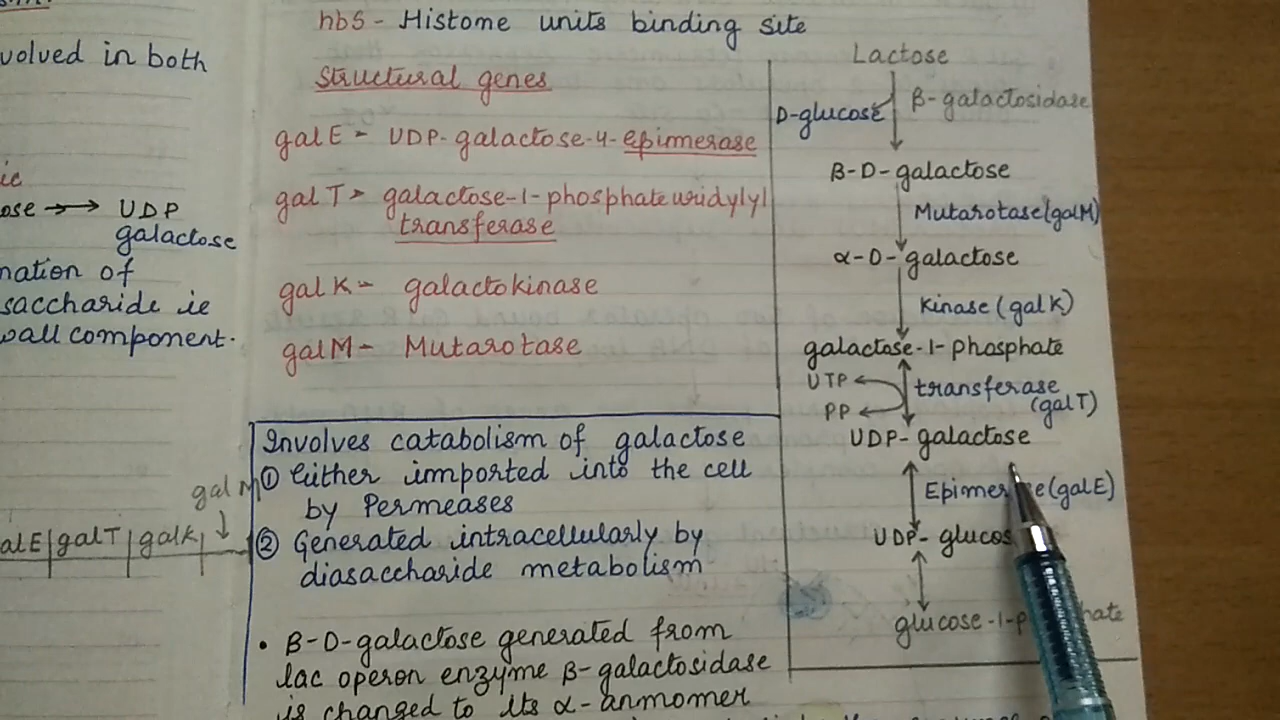 volved in both
ic
ose →→ UDP
galactose
nation of
saccharide ie
wall component.
gal M
alE galT galK
hbS - Histome units binding site
Structural genes
galE - UDP-galactose-4-epimerase
galT - galactose-1-phosphate uridylyl
transferase
galK - galactokinase
galM - Mutarotase
Involves catabolism of galactose
① Either imported into the cell
by Permeases
② Generated intracellularly by
diasaccharide metabolism
• β-D-galactose generated from
lac operon enzyme β-galactosidase
is changed to its α-anmomer
Lactose
D-glucose β-galactosidase
β-D-galactose
Mutarotase (galM)
α-D-galactose
Kinase (galK)
galactose-1-Phosphate
UTP transferase
PP (galT)
UDP-galactose
(galE)
UDP-
glucose-1-